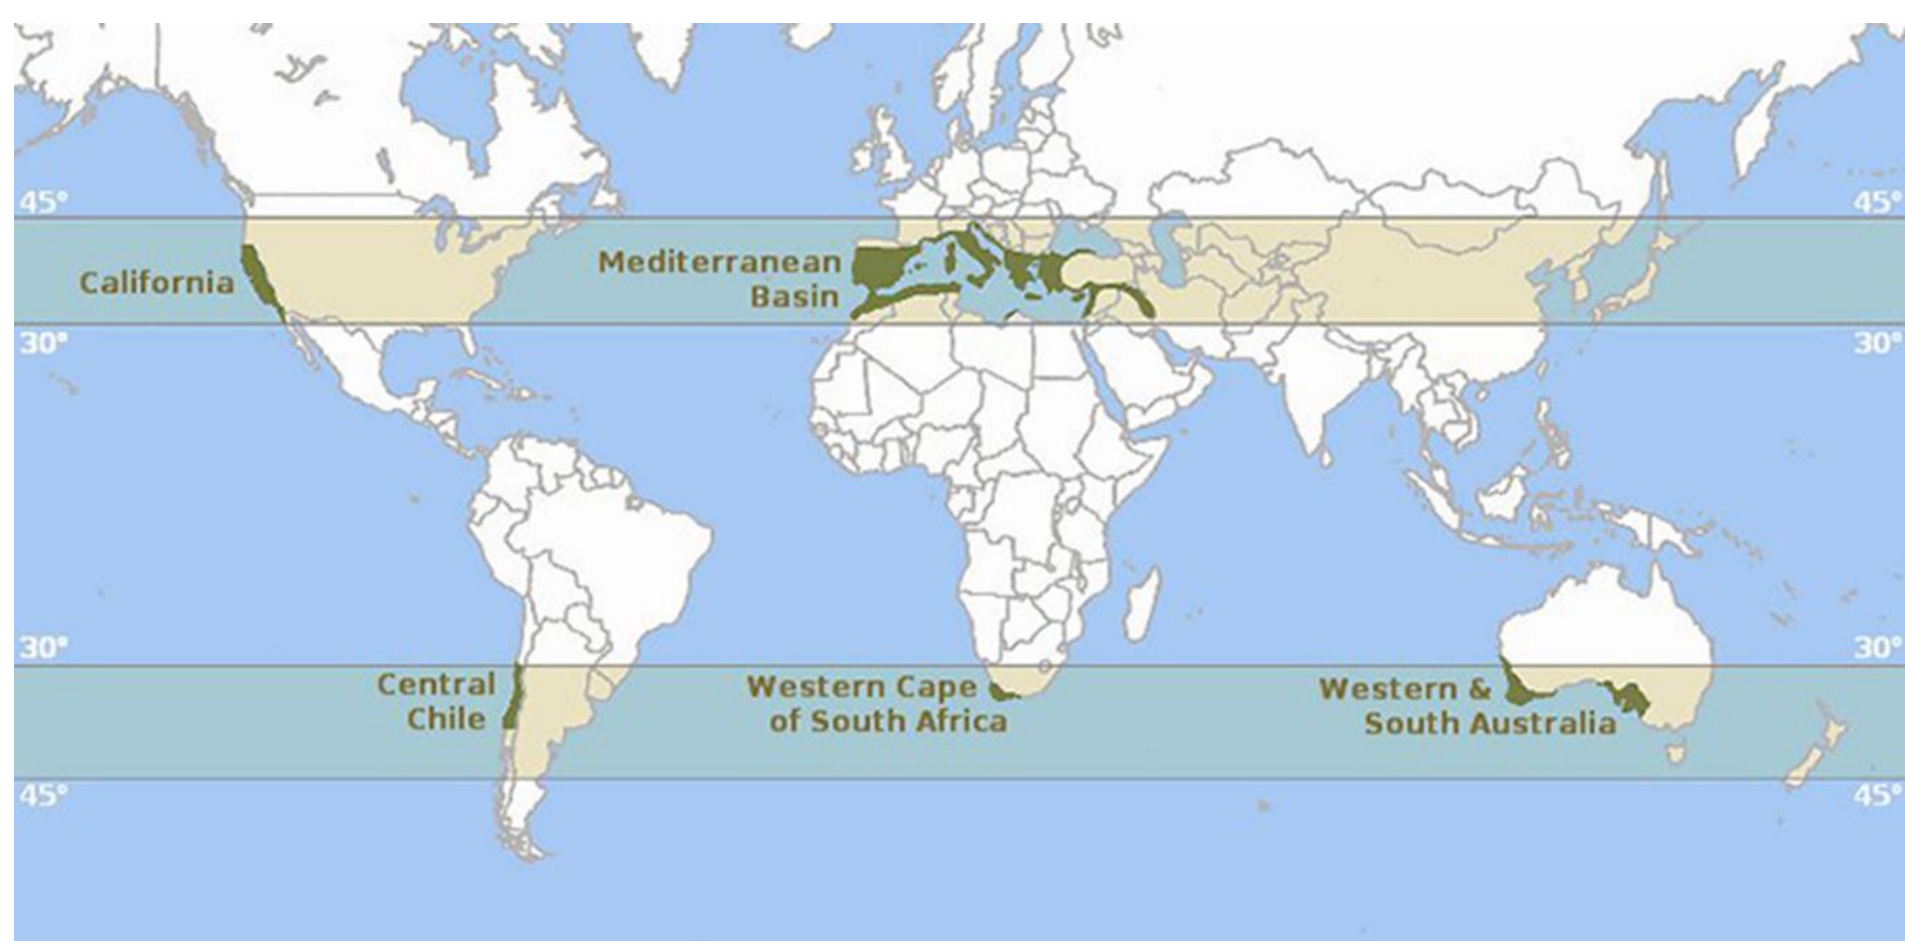 45°
45°
California
Mediterranean
Basin
30°
30°
30°
30°
Central
Chile
Western Cape
of South Africa
Western &
South Australia
45°
45°